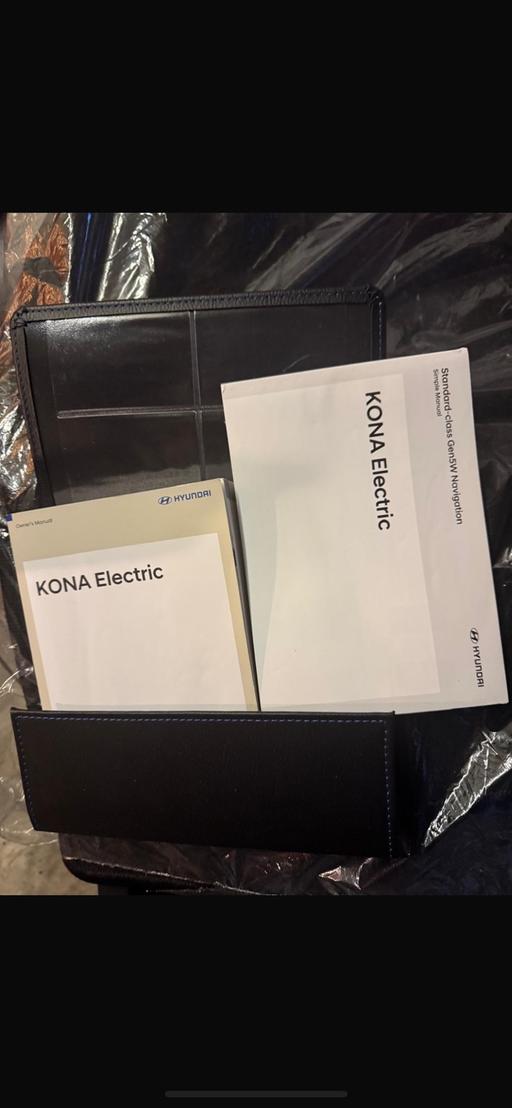 HYUNDAI
Owner's Manual
KONA Electric
Standard-class Gen5W Navigation
Simple Manual
KONA Electric
HYUNDAI